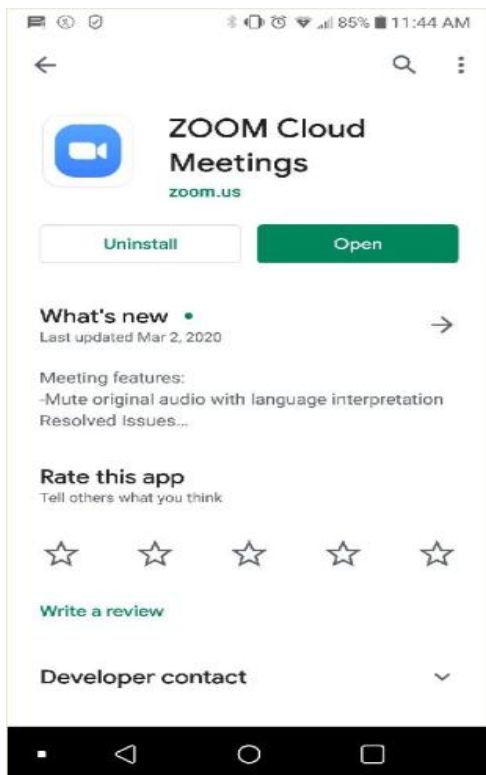 85% 11:44 AM
ZOOM Cloud
Meetings
zoom.us
Uninstall
Open
What's new
Last updated Mar 2, 2020
Meeting features:
-Mute original audio with language interpretation
Resolved Issues...
Rate this app
Tell others what you think
Write a review
Developer contact